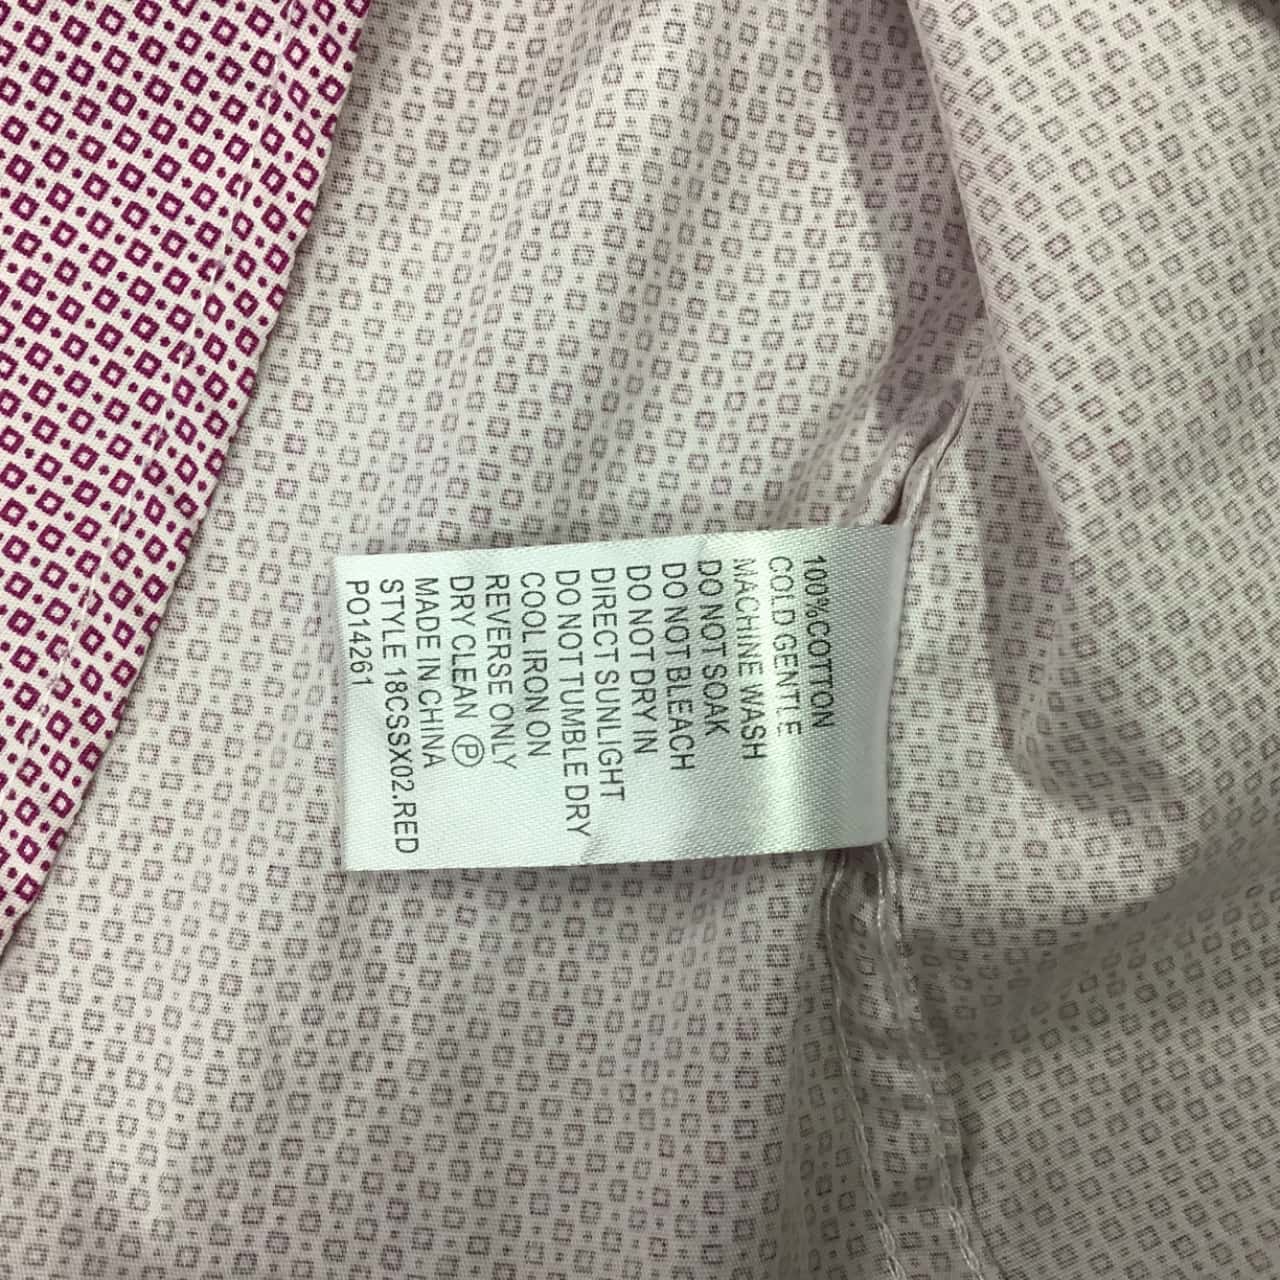 100%COTTON
COLD GENTLE
MACHINE WASH
DO NOT SOAK
DO NOT BLEACH
DO NOT DRY IN
DIRECT SUNLIGHT
DO NOT TUMBLE DRY
COOL IRON ON
REVERSE ONLY
DRY CLEAN Ⓟ
MADE IN CHINA
STYLE 18CSSX02.RED
PO14261